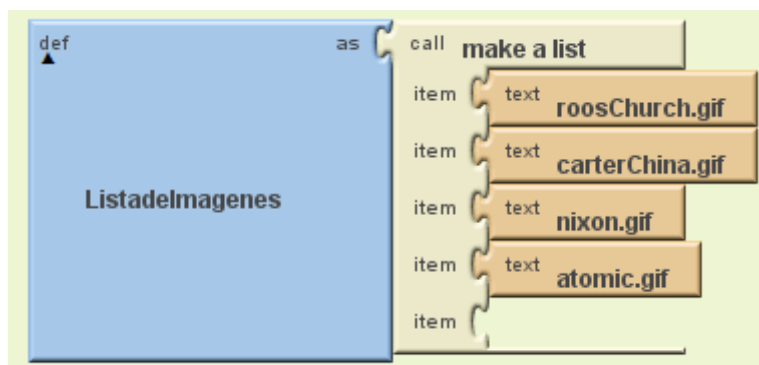 def as call make a list
item text roosChurch.gif
item text carterChina.gif
ListadeImagenes item text nixon.gif
item text atomic.gif
item